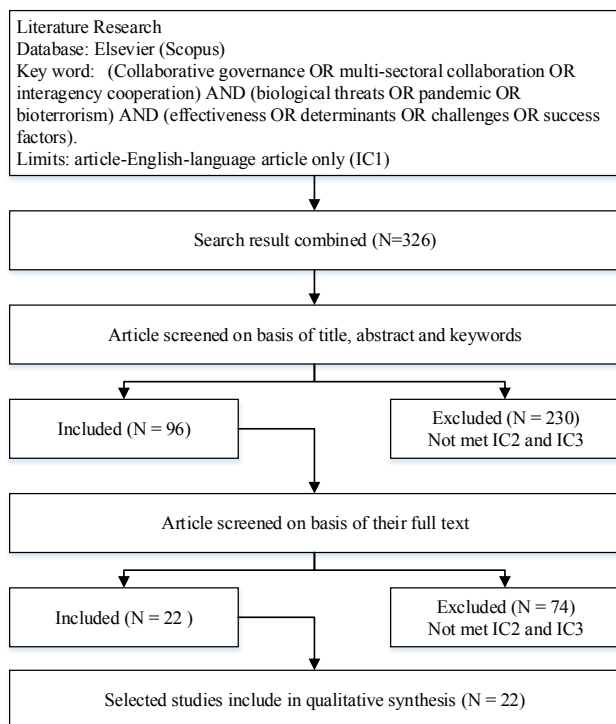 Literature Research
Database: Elsevier (Scopus)
Key word: (Collaborative governance OR multi-sectoral collaboration OR
interagency cooperation) AND (biological threats OR pandemic OR
bioterrorism) AND (effectiveness OR determinants OR challenges OR success
factors).
Limits: article-English-language article only (IC1)
Search result combined (N=326)
Article screened on basis of title, abstract and keywords
Included (N = 96)
Excluded (N = 230)
Not met IC2 and IC3
Article screened on basis of their full text
Included (N = 22 )
Excluded (N = 74)
Not met IC2 and IC3
Selected studies include in qualitative synthesis (N = 22)